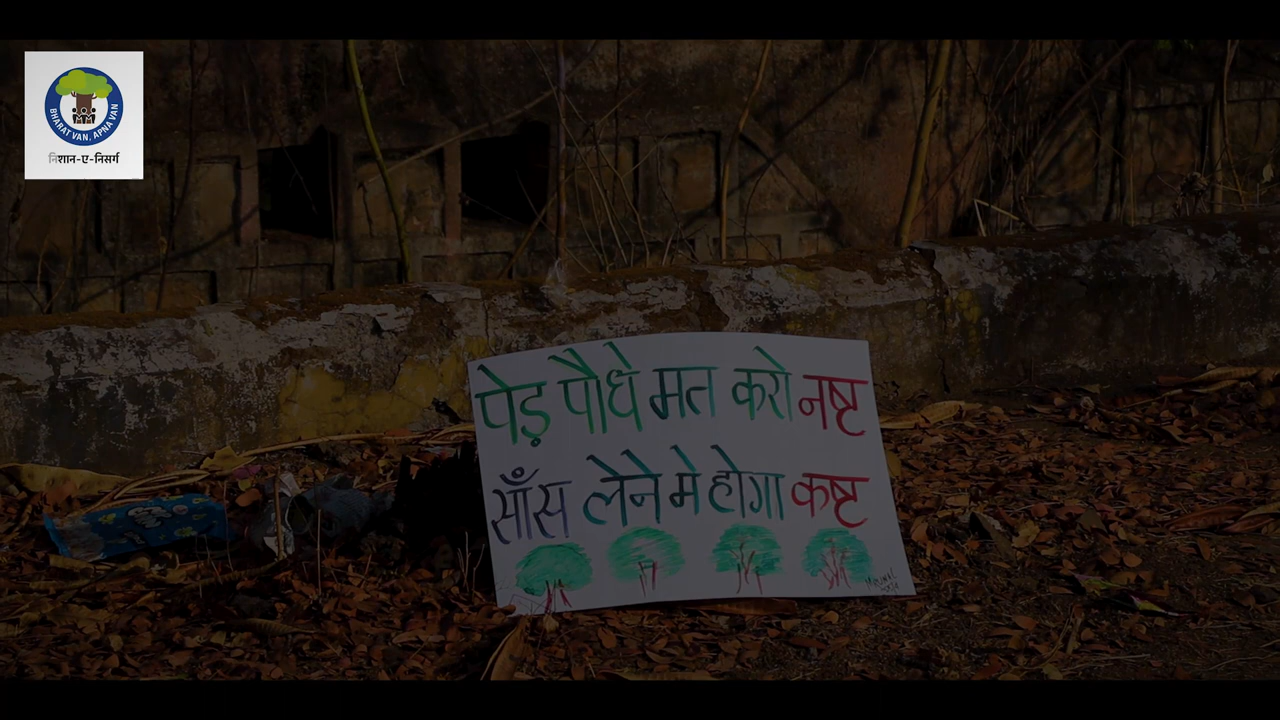 BHARAT VAN, APNA VAN
निशान-ए-निसर्ग
पेड़ पौधे मत करो नष्ट
साँस लेने मे होगा कष्ट